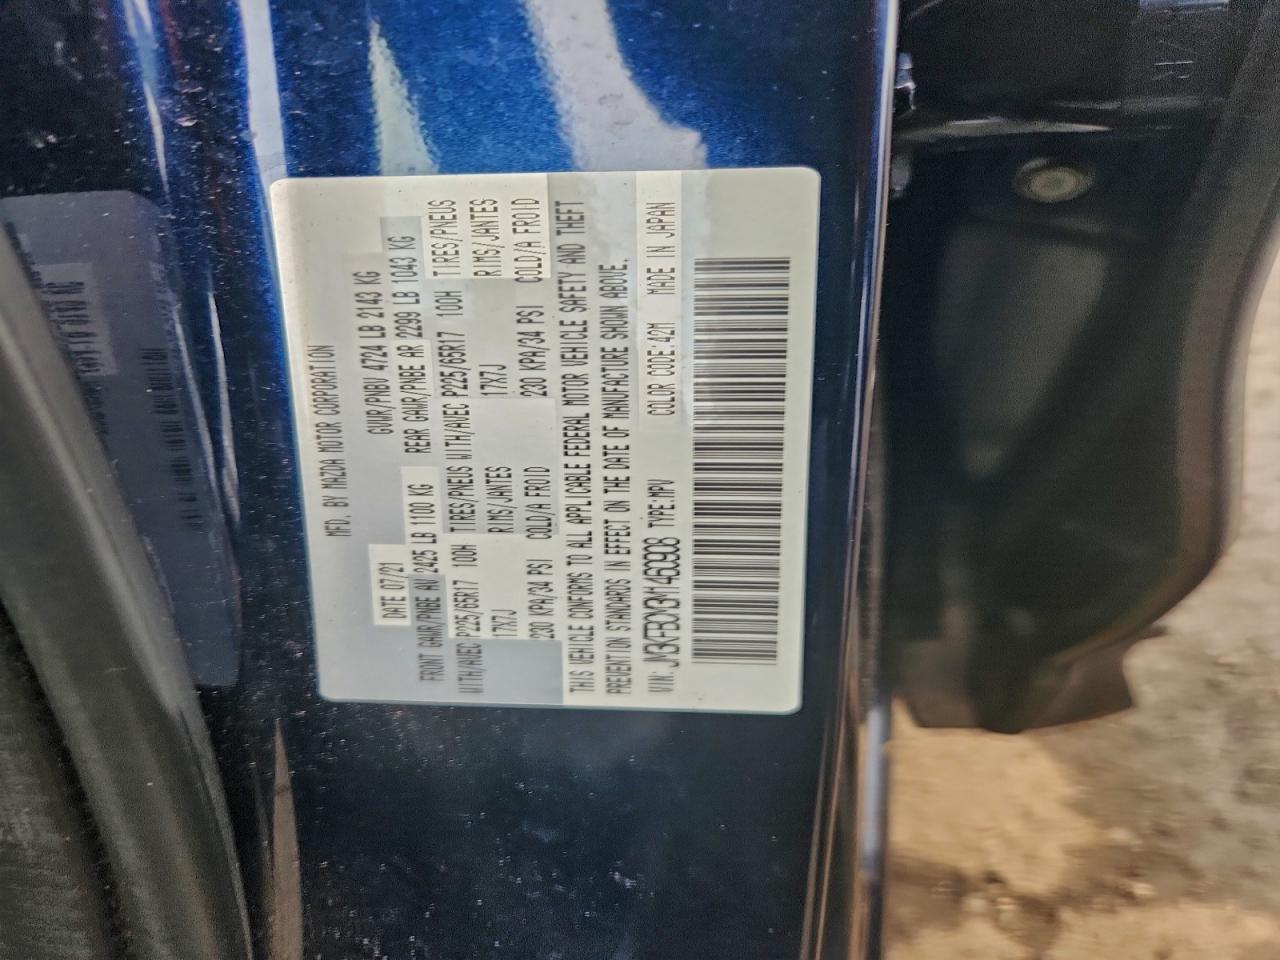 MFD. BY MAZDA MOTOR CORPORATION
DATE 07/21 GVWR/PNBV 4724 LB 2143 KG
FRONT GAWR/PNBE AV 2425 LB 1100 KG REAR GAWR/PNBE AR 2299 LB 1043 KG
WITH/AVEC P225/65R17 100H TIRES/PNEUS WITH/AVEC P225/65R17 100H TIRES/PNEUS
17X7J RIMS/JANTES 17X7J RIMS/JANTES
230 KPA/34 PSI COLD/A FROID 230 KPA/34 PSI COLD/A FROID
THIS VEHICLE CONFORMS TO ALL APPLICABLE FEDERAL MOTOR VEHICLE SAFETY AND THEFT
PREVENTION STANDARDS IN EFFECT ON THE DATE OF MANUFACTURE SHOWN ABOVE.
VIN: TYPE:MPV COLOR CODE:42M MADE IN JAPAN